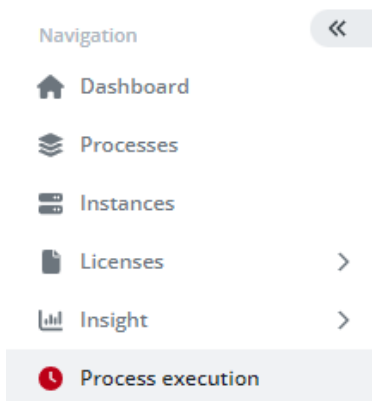 Navigation
Dashboard
Processes
Instances
Licenses
Insight
Process execution